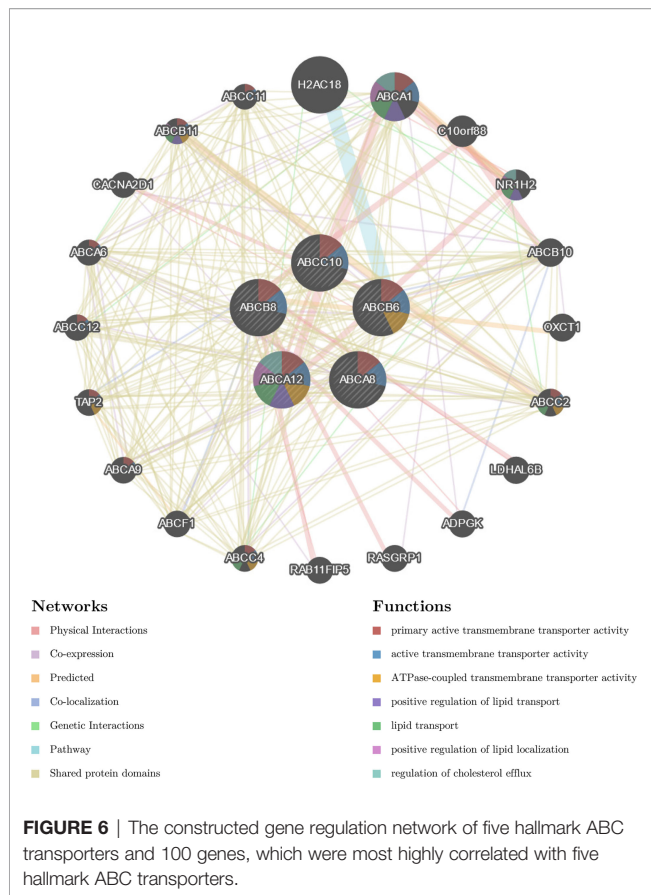 H2AC18
ABCC11
ABCA1
ABCB11
C10orf88
CACNA2D1
NR1H2
ABCA6
ABCC10
ABCB10
ABCB8
ABCB6
ABCC12
OXCT1
ABCA12
ABCA8
TAP2
ABCC2
ABCA9
LDHAL6B
ABCF1
ADPGK
ABCC4
RAB11FIP5
RASGRP1
Networks
Physical Interactions
Co-expression
Predicted
Co-localization
Genetic Interactions
Pathway
Shared protein domains
Functions
primary active transmembrane transporter activity
active transmembrane transporter activity
ATPase-coupled transmembrane transporter activity
positive regulation of lipid transport
lipid transport
positive regulation of lipid localization
regulation of cholesterol efflux
FIGURE 6 | The constructed gene regulation network of five hallmark ABC
transporters and 100 genes, which were most highly correlated with five
hallmark ABC transporters.